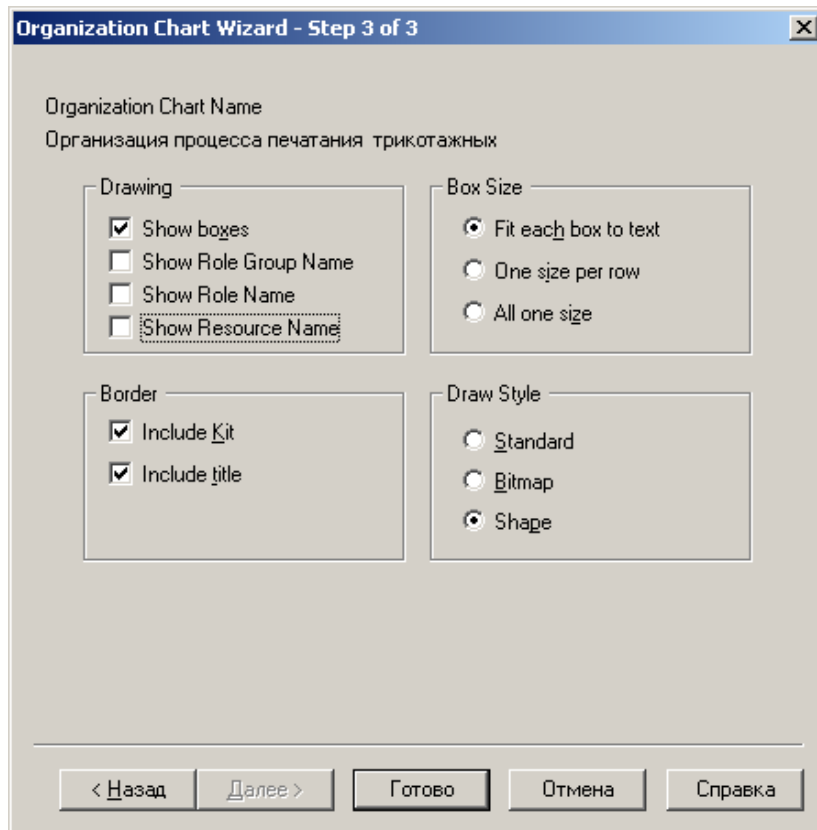 Organization Chart Wizard - Step 3 of 3
Organization Chart Name
Организация процесса печатания трикотажных
Drawing
Show boxes
Show Role Group Name
Show Role Name
Show Resource Name
Box Size
Fit each box to text
One size per row
All one size
Border
Include Kit
Include title
Draw Style
Standard
Bitmap
Shape
< Назад
Далее >
Готово
Отмена
Справка